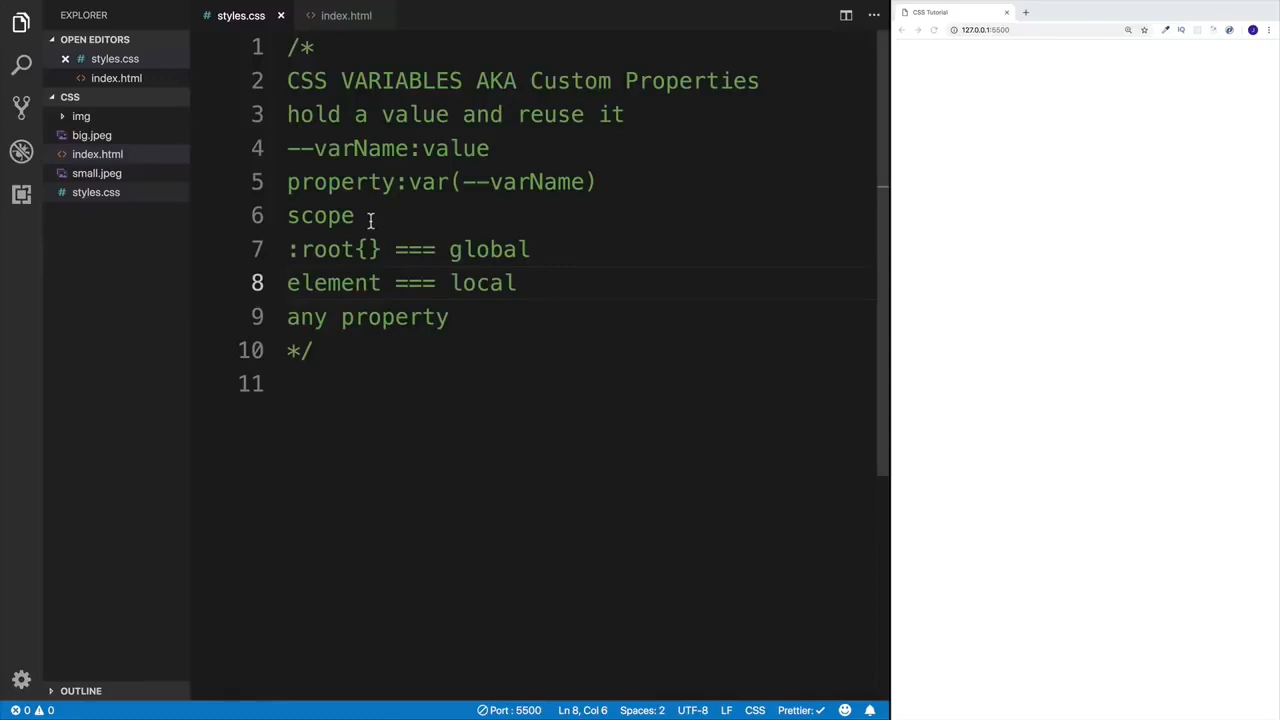 EXPLORER
OPEN EDITORS
styles.css
index.html
CSS
img
big.jpeg
index.html
small.jpeg
styles.css
OUTLINE
styles.css
index.html
1 /*
2 CSS VARIABLES AKA Custom Properties
3 hold a value and reuse it
4 --varName:value
5 property:var(--varName)
6 scope
7 :root{} === global
8 element === local
9 any property
10 */
11
0 0
Port : 5500
Ln 8, Col 6
Spaces: 2
UTF-8
LF
CSS
Prettier: ✓
CSS Tutorial
127.0.0.1:5500
IQ
J